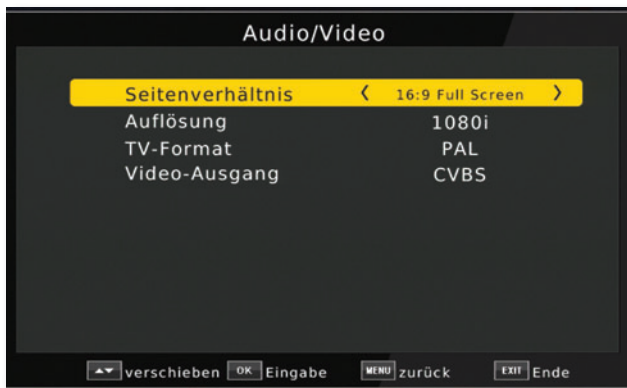 Audio/Video
Seitenverhältnis 16:9 Full Screen
Auflösung 1080i
TV-Format PAL
Video-Ausgang CVBS
verschieben OK Eingabe MENU zurück EXIT Ende